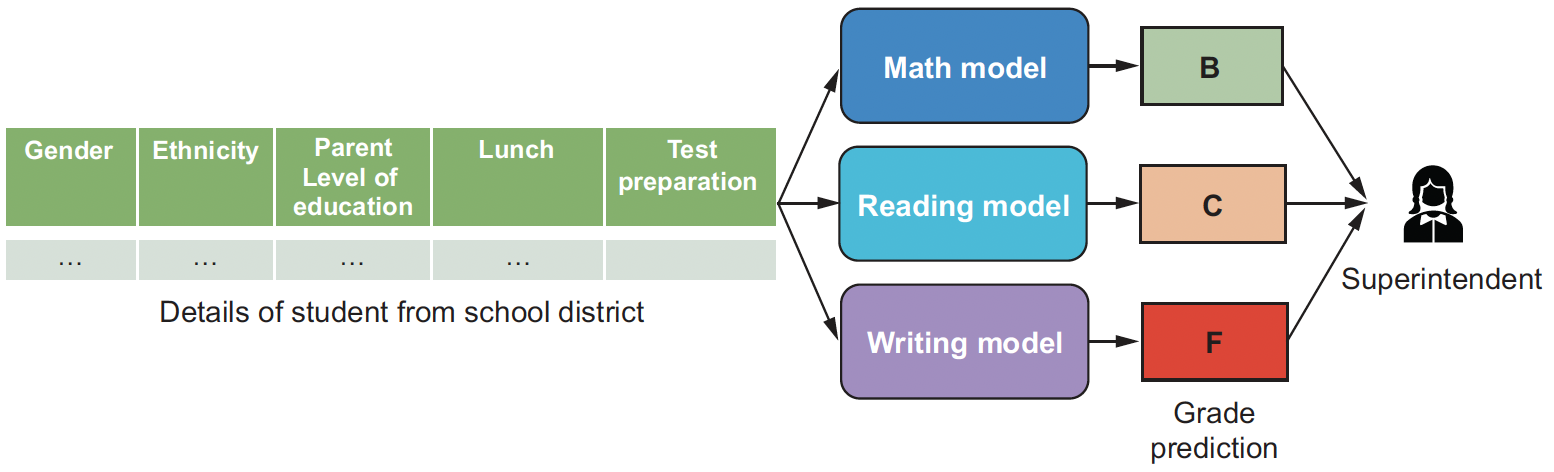 Gender
Ethnicity
Parent
Level of
education
Lunch
Test
preparation
...
...
...
...
Details of student from school district
Math model
B
Reading model
C
Writing model
F
Grade
prediction
Superintendent